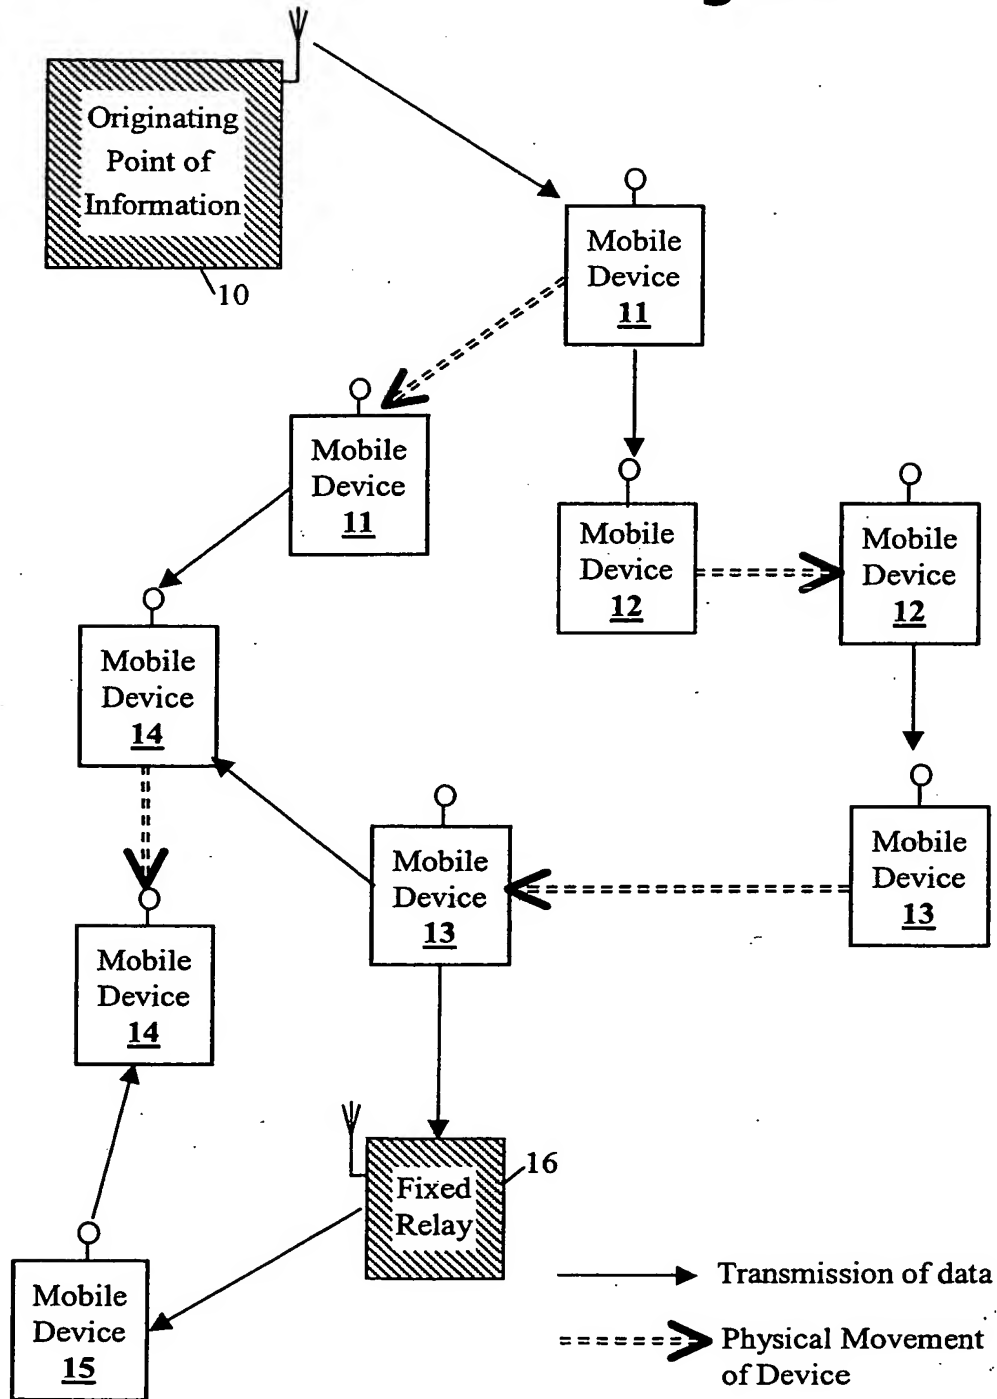 Originating
Point of
Information
10
Mobile
Device
11
Mobile
Device
11
Mobile
Device
12
Mobile
Device
12
Mobile
Device
14
Mobile
Device
13
Mobile
Device
13
Mobile
Device
14
Fixed
Relay
16
Mobile
Device
15
Transmission of data
Physical Movement
of Device